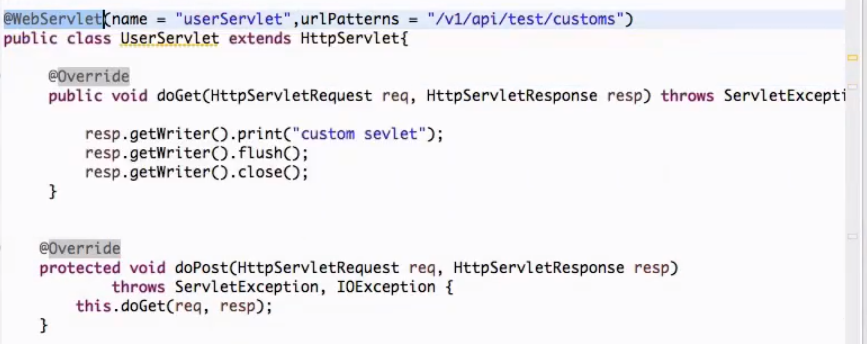 @WebServlet(name = "userServlet",urlPatterns = "/v1/api/test/customs")
public class UserServlet extends HttpServlet{
@Override
public void doGet(HttpServletRequest req, HttpServletResponse resp) throws ServletExcepti
resp.getWriter().print("custom sevlet");
resp.getWriter().flush();
resp.getWriter().close();
}
@Override
protected void doPost(HttpServletRequest req, HttpServletResponse resp)
throws ServletException, IOException {
this.doGet(req, resp);
}